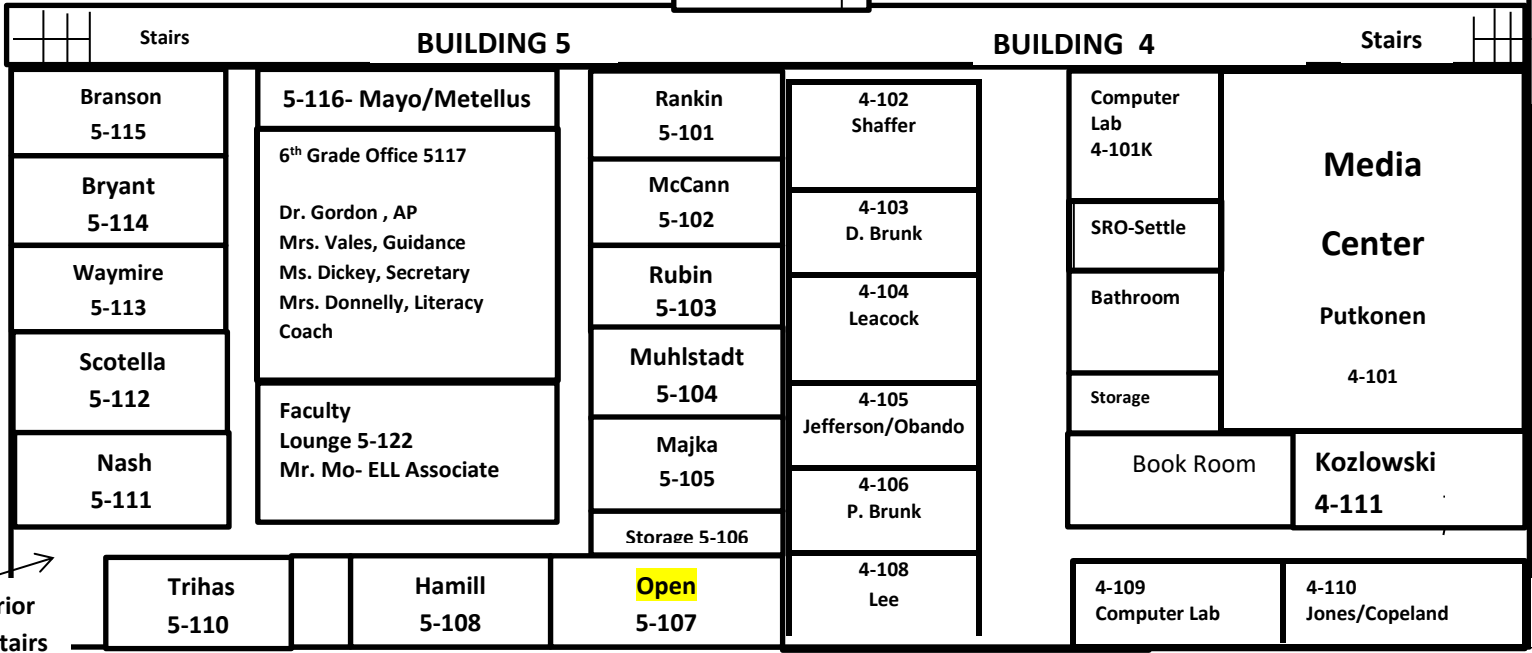 Stairs
BUILDING 5
BUILDING 4
Stairs
Branson
5-115
Bryant
5-114
Waymire
5-113
Scotella
5-112
Nash
5-111
5-116- Mayo/Metellus
6th Grade Office 5117
Dr. Gordon , AP
Mrs. Vales, Guidance
Ms. Dickey, Secretary
Mrs. Donnelly, Literacy
Coach
Faculty
Lounge 5-122
Mr. Mo- ELL Associate
Rankin
5-101
McCann
5-102
Rubin
5-103
Muhlstadt
5-104
Majka
5-105
Storage 5-106
Trihas
5-110
Hamill
5-108
Open
5-107
4-102
Shaffer
4-103
D. Brunk
4-104
Leacock
4-105
Jefferson/Obando
4-106
P. Brunk
4-108
Lee
Computer
Lab
4-101K
SRO-Settle
Bathroom
Storage
Media
Center
Putkonen
4-101
Book Room
Kozlowski
4-111
4-109
Computer Lab
4-110
Jones/Copeland